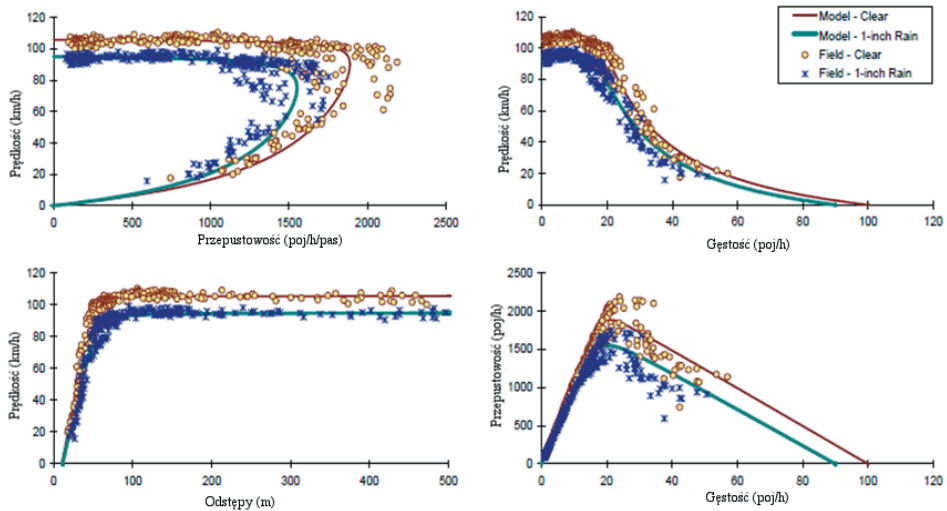 120
100
80
60
40
20
0
Prędkość (km/h)
0 500 1000 1500 2000 2500
Przepustowość (poj/h/pas)
120
100
80
60
40
20
0
Prędkość (km/h)
0 20 40 60 80 100 120
Gęstość (poj/h)
Model - Clear
Model - 1-inch Rain
Field - Clear
Field - 1-inch Rain
120
100
80
60
40
20
0
Prędkość (km/h)
0 100 200 300 400 500
Odstępy (m)
2500
2000
1500
1000
500
0
Przepustowość (poj/h)
0 20 40 60 80 100 120
Gęstość (poj/h)